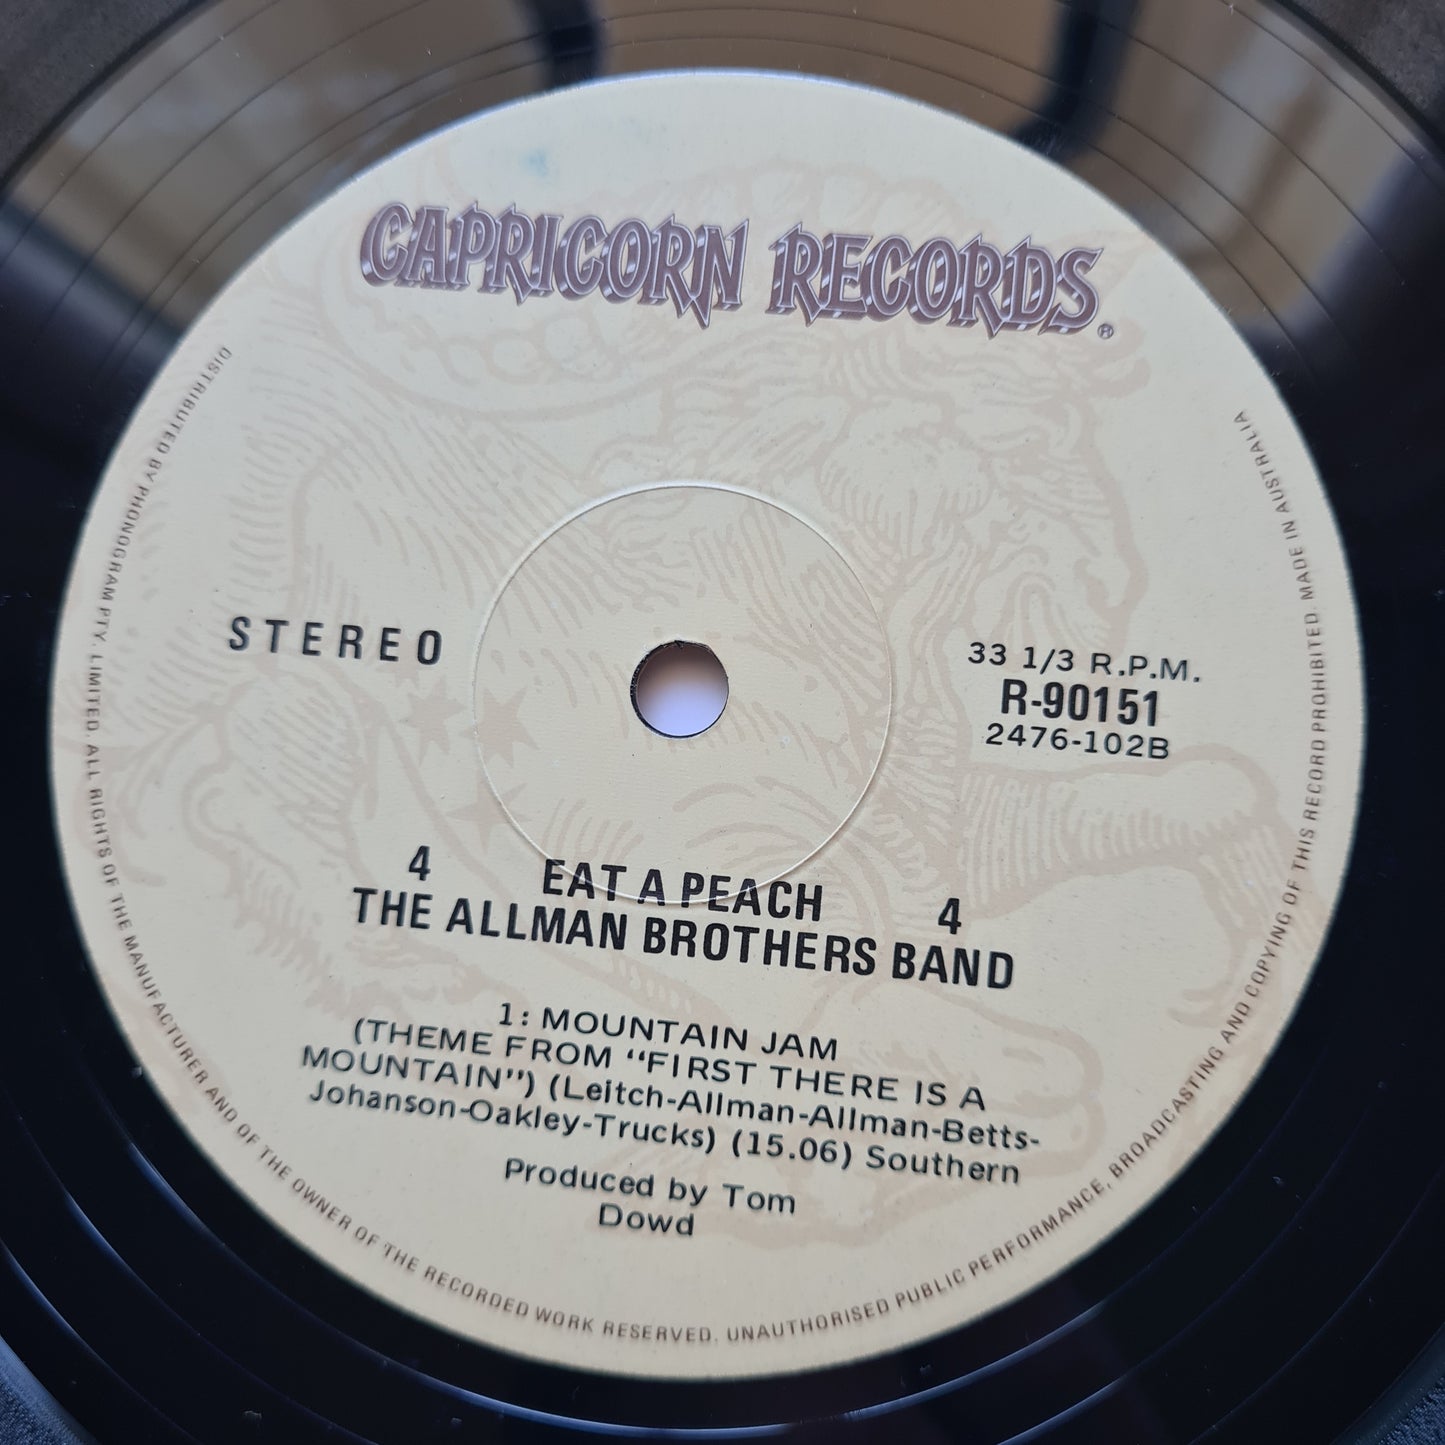 CAPRICORN RECORDS®
STEREO
33 1/3 R.P.M.
R-90151
2476-102B
4 EAT A PEACH 4
THE ALLMAN BROTHERS BAND
1: MOUNTAIN JAM
(THEME FROM "FIRST THERE IS A
MOUNTAIN") (Leitch-Allman-Allman-Betts-
Johanson-Oakley-Trucks) (15.06) Southern
Produced by Tom
Dowd
DISTRIBUTED BY PHONOGRAM PTY. LIMITED. ALL RIGHTS OF THE MANUFACTURER AND OF THE OWNER OF THE RECORDED WORK RESERVED. UNAUTHORISED PUBLIC PERFORMANCE, BROADCASTING AND COPYING OF THIS RECORD PROHIBITED. MADE IN AUSTRALIA